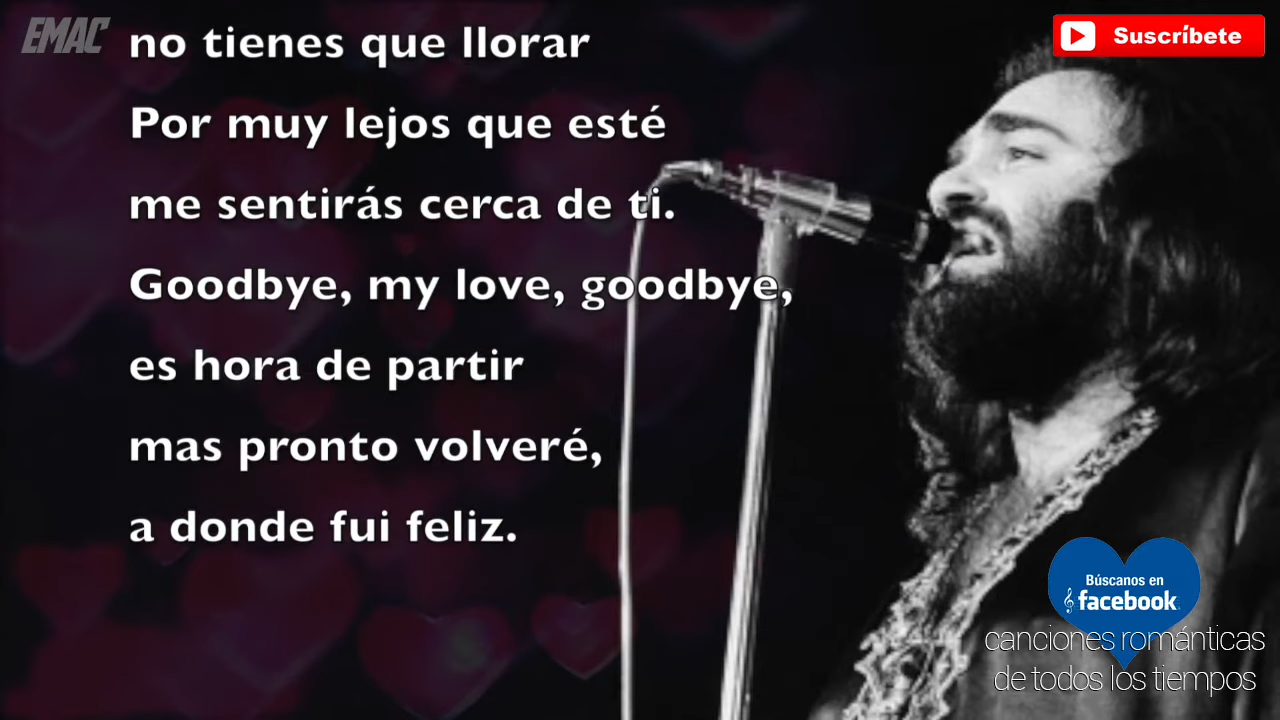 EMAC
no tienes que llorar
Suscríbete
Por muy lejos que esté
me sentirás cerca de ti.
Goodbye, my love, goodbye,
es hora de partir
mas pronto volveré,
a donde fui feliz.
Búscanos en
facebook
canciones románticas
de todos los tiempos